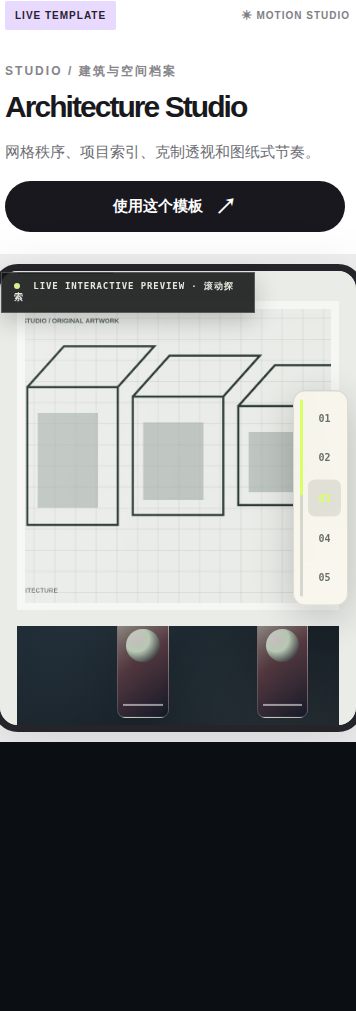 LIVE TEMPLATE
✷ MOTION STUDIO
STUDIO / 建筑与空间档案
Architecture Studio
网格秩序、项目索引、克制透视和图纸式节奏。
使用这个模板 ↗
LIVE INTERACTIVE PREVIEW · 滚动探
索
TUDIO / ORIGINAL ARTWORK
01
02
03
04
05
ITECTURE